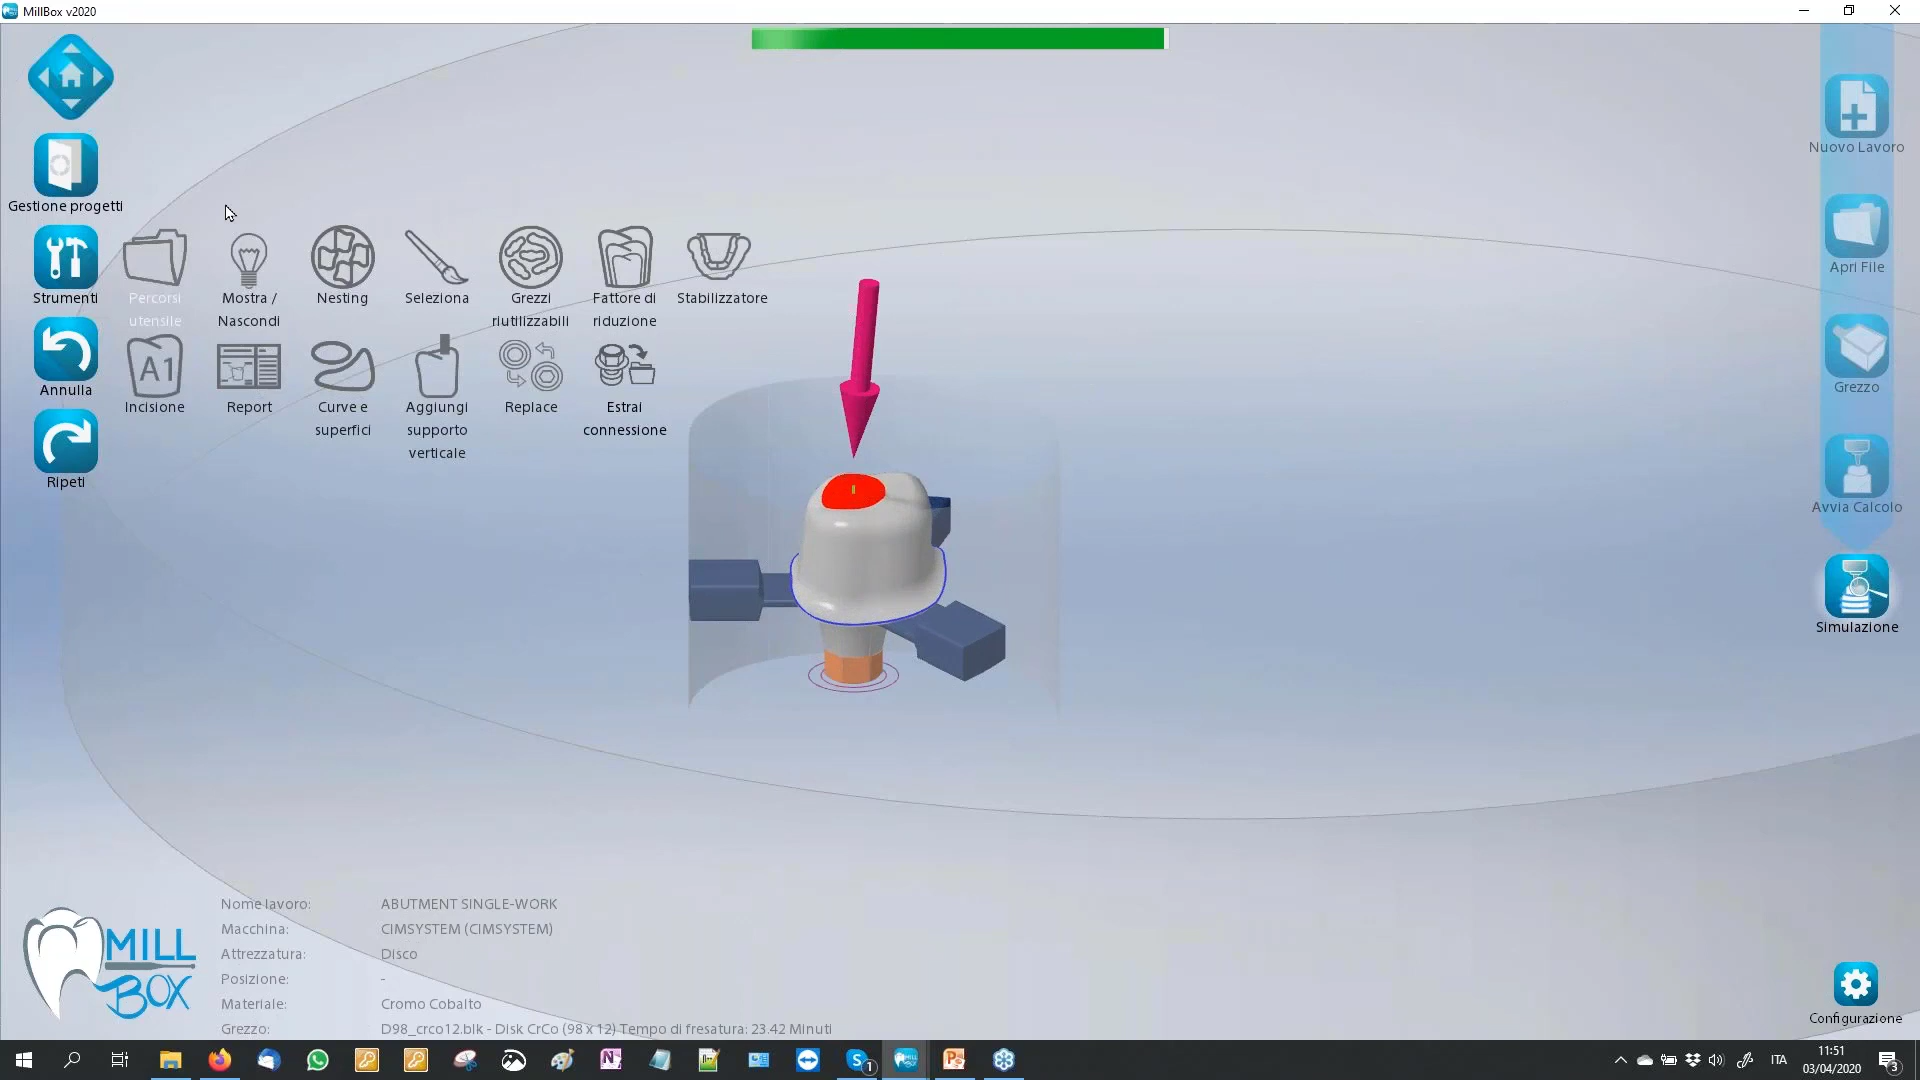 MillBox v2020
Gestione progetti
Strumenti
Annulla
Ripeti
Percorsi
utensile
Mostra /
Nascondi
Nesting
Seleziona
Grezzi
riutilizzabili
Fattore di
riduzione
Stabilizzatore
A1
Incisione
Report
Curve e
superfici
Aggiungi
supporto
verticale
Replace
Estrai
connessione
Nuovo Lavoro
Apri File
Grezzo
Avvia Calcolo
Simulazione
Configurazione
MILL
BOX
Nome lavoro: ABUTMENT SINGLE-WORK
Macchina: CIMSYSTEM (CIMSYSTEM)
Attrezzatura: Disco
Posizione: -
Materiale: Cromo Cobalto
Grezzo: D98_crco12.blk - Disk CrCo (98 x 12) Tempo di fresatura: 23.42 Minuti
ITA
11:51
03/04/2020
1
3